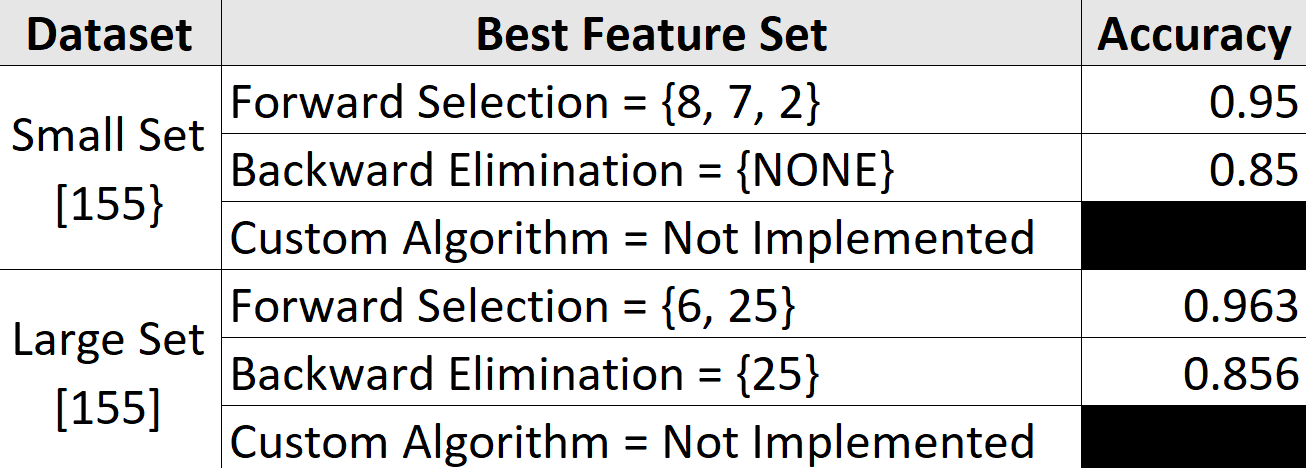 Dataset Best Feature Set Accuracy
Small Set
[155}
Forward Selection = {8, 7, 2} 0.95
Backward Elimination = {NONE} 0.85
Custom Algorithm = Not Implemented
Large Set
[155]
Forward Selection = {6, 25} 0.963
Backward Elimination = {25} 0.856
Custom Algorithm = Not Implemented